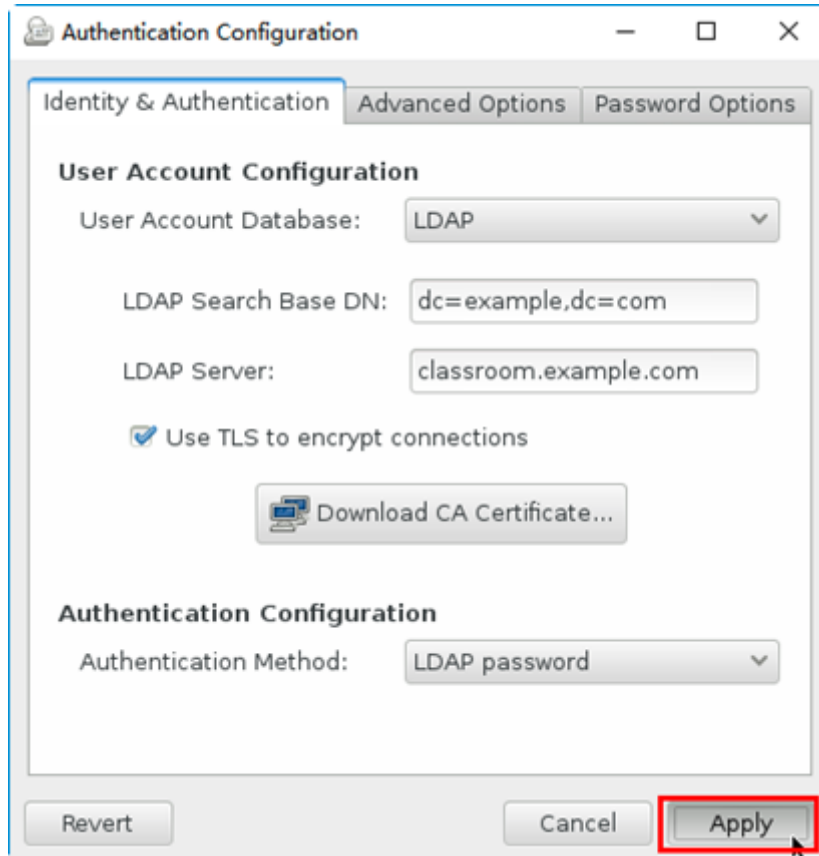 Authentication Configuration
Identity & Authentication Advanced Options Password Options
User Account Configuration
User Account Database: LDAP
LDAP Search Base DN: dc=example,dc=com
LDAP Server: classroom.example.com
Use TLS to encrypt connections
Download CA Certificate...
Authentication Configuration
Authentication Method: LDAP password
Revert Cancel Apply